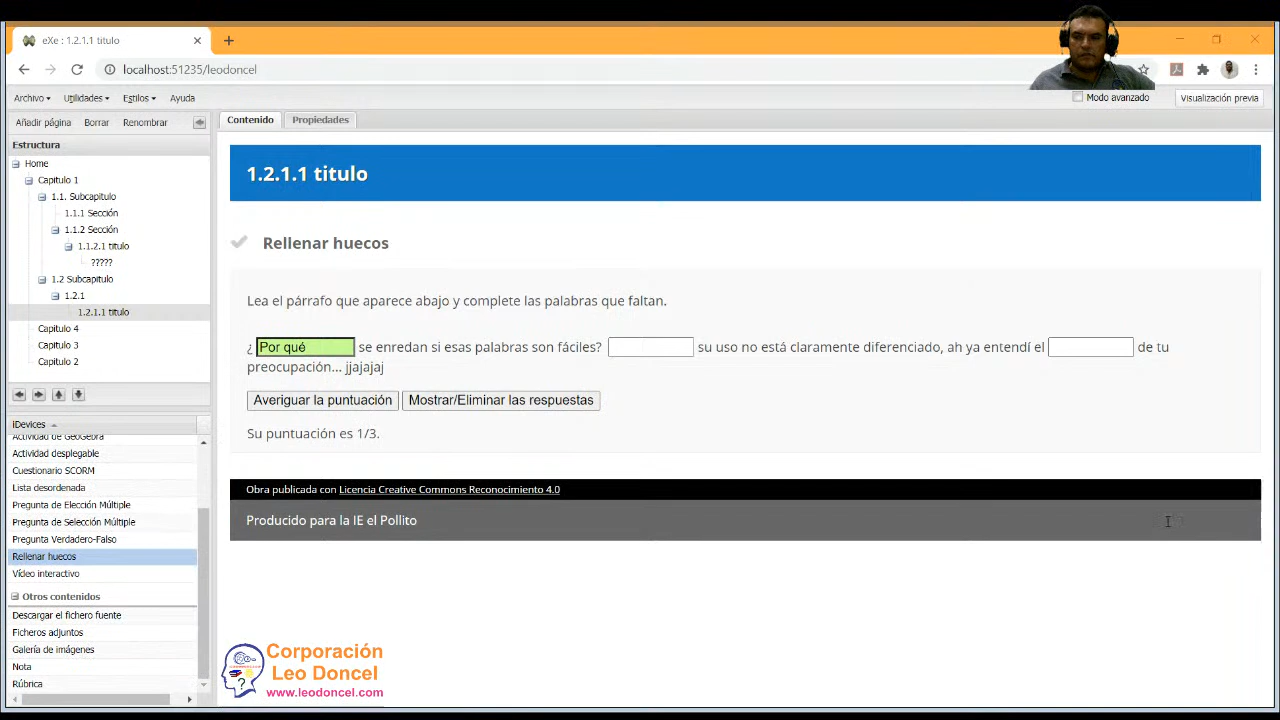 eXe : 1.2.1.1 titulo
localhost:51235/leodoncel
Archivo Utilidades Estilos Ayuda
Modo avanzado
Visualización previa
Añadir página Borrar Renombrar
Contenido Propiedades
Estructura
Home
Capitulo 1
1.1. Subcapitulo
1.1.1 Sección
1.1.2 Sección
1.1.2.1 titulo
?????
1.2 Subcapitulo
1.2.1
1.2.1.1 titulo
Capitulo 4
Capitulo 3
Capitulo 2
iDevices
Actividad de GeoGebra
Actividad desplegable
Cuestionario SCORM
Lista desordenada
Pregunta de Elección Múltiple
Pregunta de Selección Múltiple
Pregunta Verdadero-Falso
Rellenar huecos
Vídeo interactivo
Otros contenidos
Descargar el fichero fuente
Ficheros adjuntos
Galería de imágenes
Nota
Rúbrica
1.2.1.1 titulo
Rellenar huecos
Lea el párrafo que aparece abajo y complete las palabras que faltan.
¿ Por qué se enredan si esas palabras son fáciles? su uso no está claramente diferenciado, ah ya entendí el de tu
preocupación... jjajajaj
Averiguar la puntuación Mostrar/Eliminar las respuestas
Su puntuación es 1/3.
Obra publicada con Licencia Creative Commons Reconocimiento 4.0
Producido para la IE el Pollito
Corporación
Leo Doncel
www.leodoncel.com